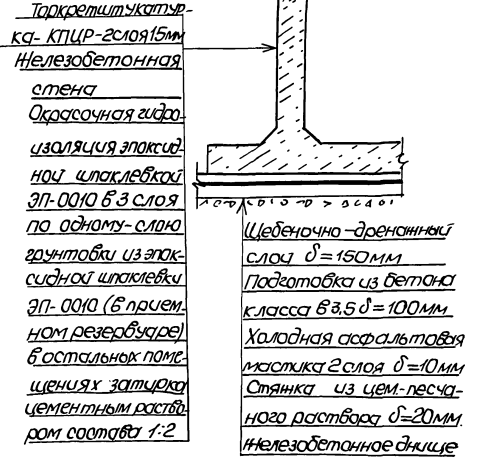 Торкретштукатур-
ка-КПЦР-2слоя15мм
Железобетонная
стена
Окрасочная гидро-
изоляция эпоксид-
ной шпаклевкой
ЭП-0010 в 3 слоя
по одному-слою
грунтовки из эпок-
сидной шпаклевки
ЭП-0010 (в прием-
ном резервуаре)
в остальных поме-
щениях затирка
цементным раство-
ром состава 1:2
Щебеночно-дренажный
слой δ=150мм
Подготовка из бетона
класса в3,5 δ=100мм
Холодная асфальтовая
мастика 2 слоя δ=10мм
Стяжка из цем-песча-
ного раствора δ=20мм
Железобетонное днище